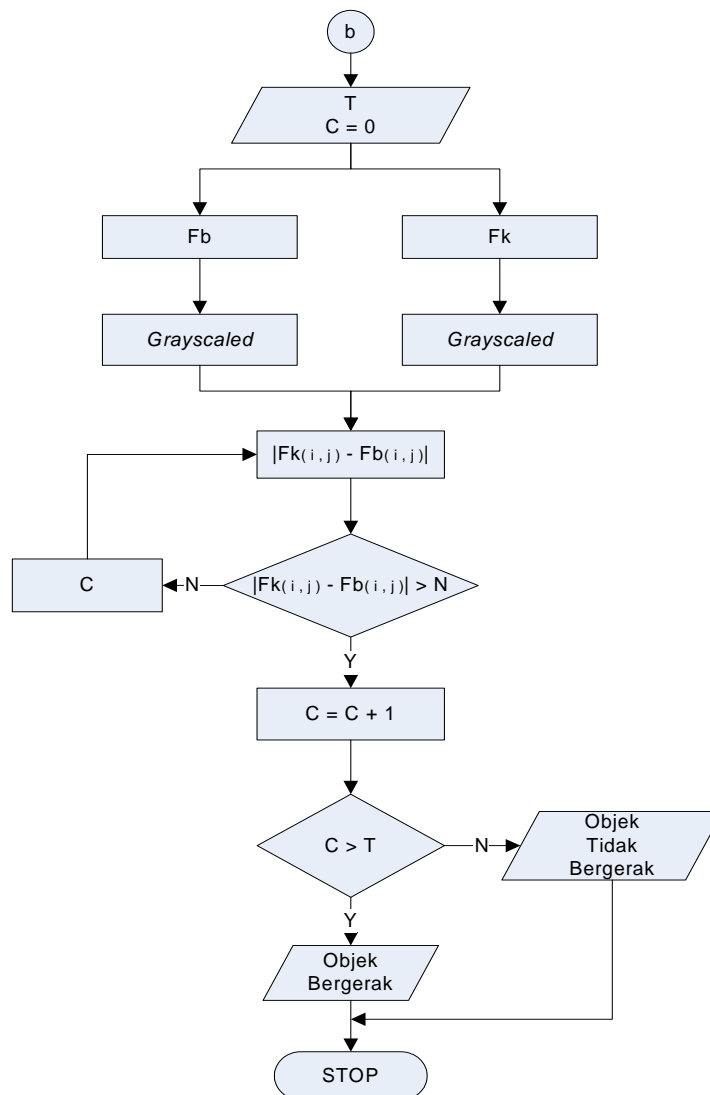 b
T
C = 0
Fb
Fk
Grayscaled
Grayscaled
|Fk(i,j) - Fb(i,j)|
C
N
|Fk(i,j) - Fb(i,j)| > N
Y
C = C + 1
C > T
N
Objek
Tidak
Bergerak
Y
Objek
Bergerak
STOP